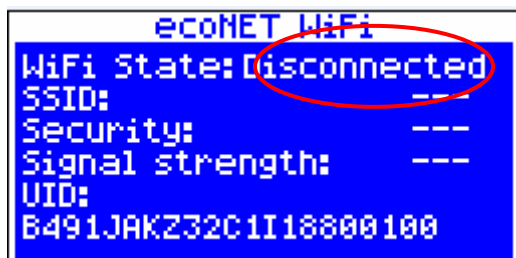 ecoNET WiFi
WiFi State: Disconnected
SSID: ---
Security: ---
Signal strength: ---
UID:
B491JAKZ32C1I18800100